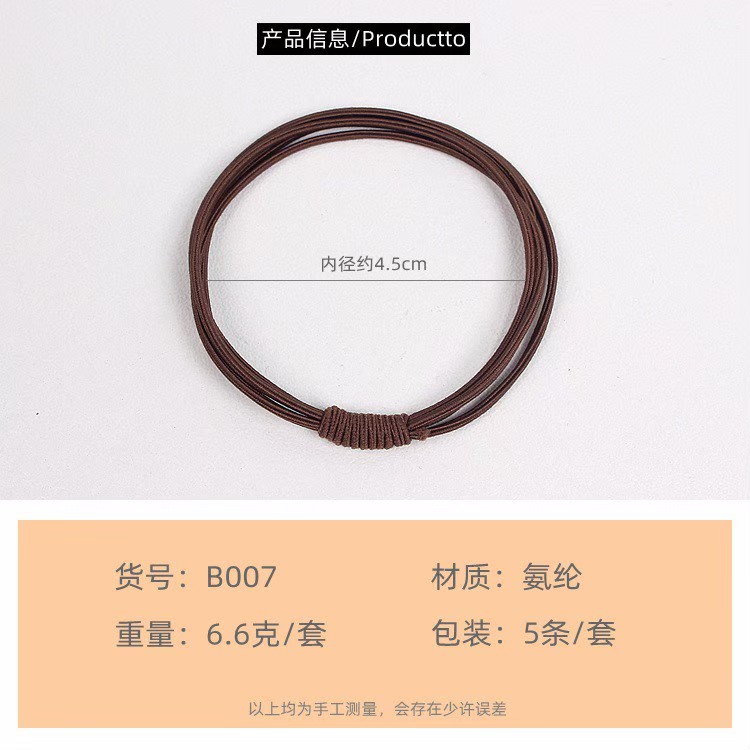 产品信息/Productto
内径约4.5cm
货号：B007
材质：氨纶
重量：6.6克/套
包装：5条/套
以上均为手工测量，会存在少许误差